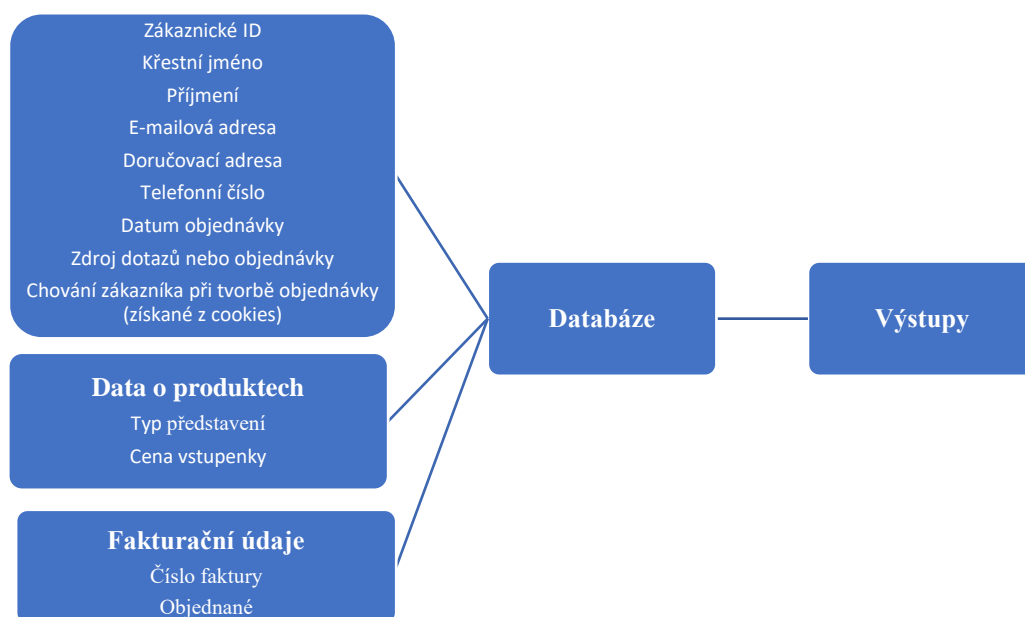 Zákaznické ID
Křestní jméno
Příjmení
E-mailová adresa
Doručovací adresa
Telefonní číslo
Datum objednávky
Zdroj dotazů nebo objednávky
Chování zákazníka při tvorbě objednávky
(získané z cookies)
Data o produktech
Typ představení
Cena vstupenky
Fakturační údaje
Číslo faktury
Objednané
Databáze
Výstupy